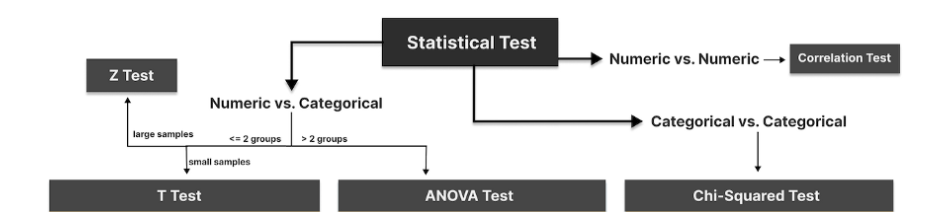 Statistical Test
Numeric vs. Numeric
Correlation Test
Z Test
Numeric vs. Categorical
Categorical vs. Categorical
large samples
<= 2 groups
> 2 groups
small samples
T Test
ANOVA Test
Chi-Squared Test